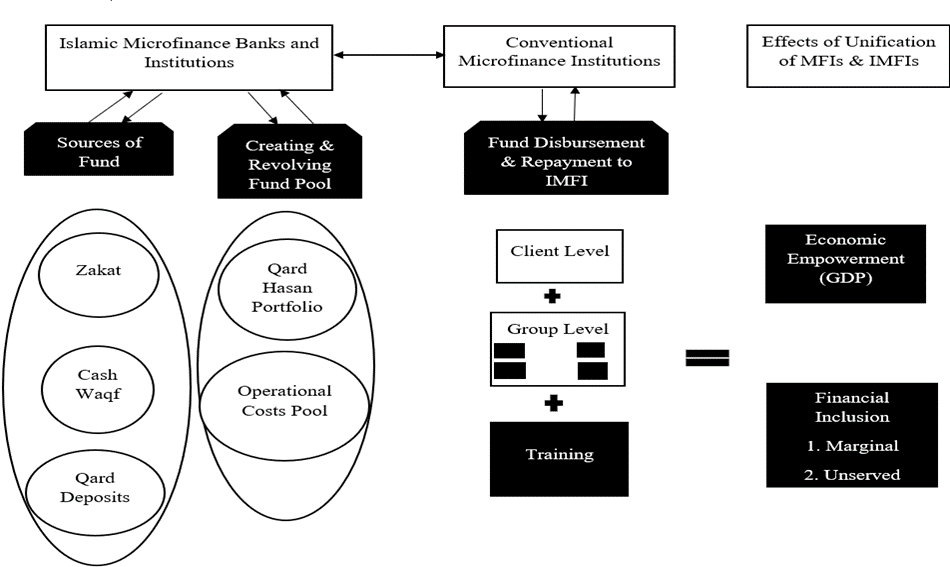 Islamic Microfinance Banks and
Institutions
Conventional
Microfinance Institutions
Effects of Unification
of MFIs & IMFIs
Sources of
Fund
Creating &
Revolving
Fund Pool
Fund Disbursement
& Repayment to
IMFI
Zakat
Cash
Waqf
Qard
Deposits
Qard
Hasan
Portfolio
Operational
Costs Pool
Client Level
+
Group Level
+
Training
=
Economic
Empowerment
(GDP)
Financial
Inclusion
1. Marginal
2. Unserved